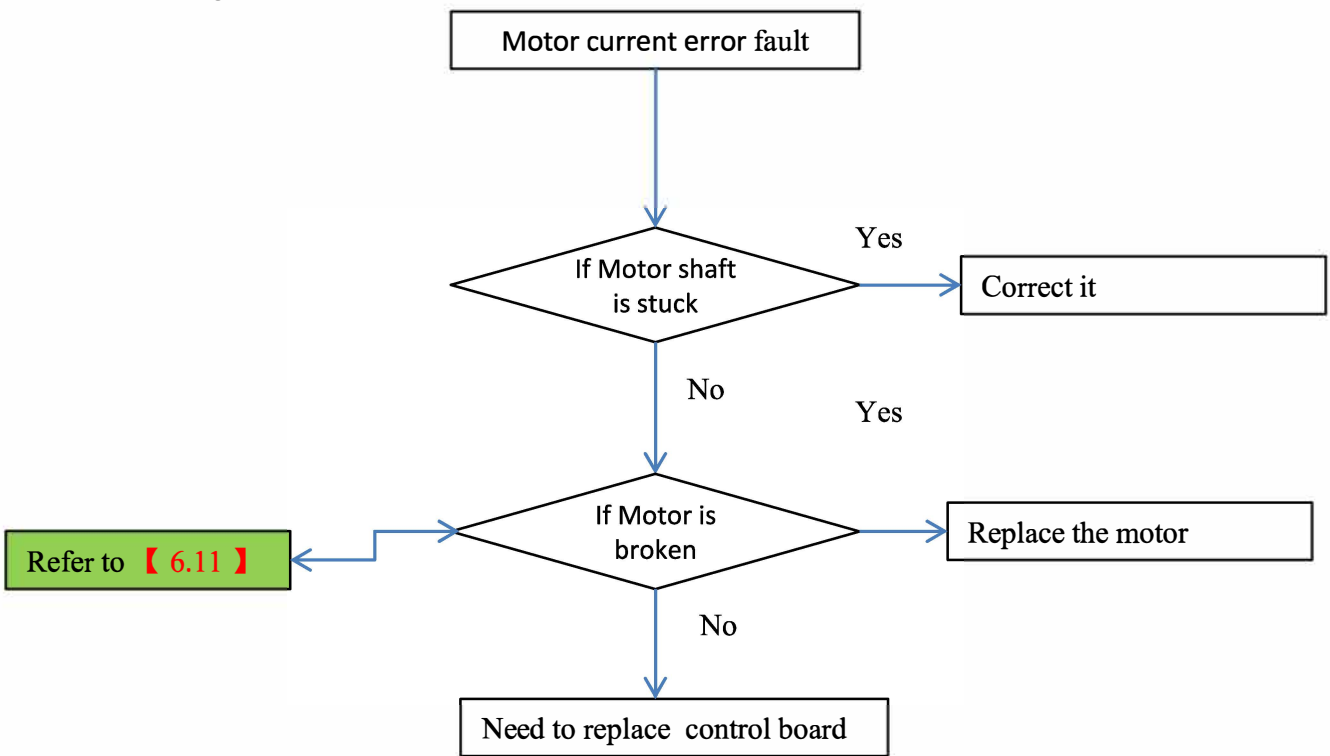 Motor current error fault
Yes
If Motor shaft
is stuck
Correct it
No
Yes
If Motor is
broken
Replace the motor
Refer to 【 6.11 】
No
Need to replace control board